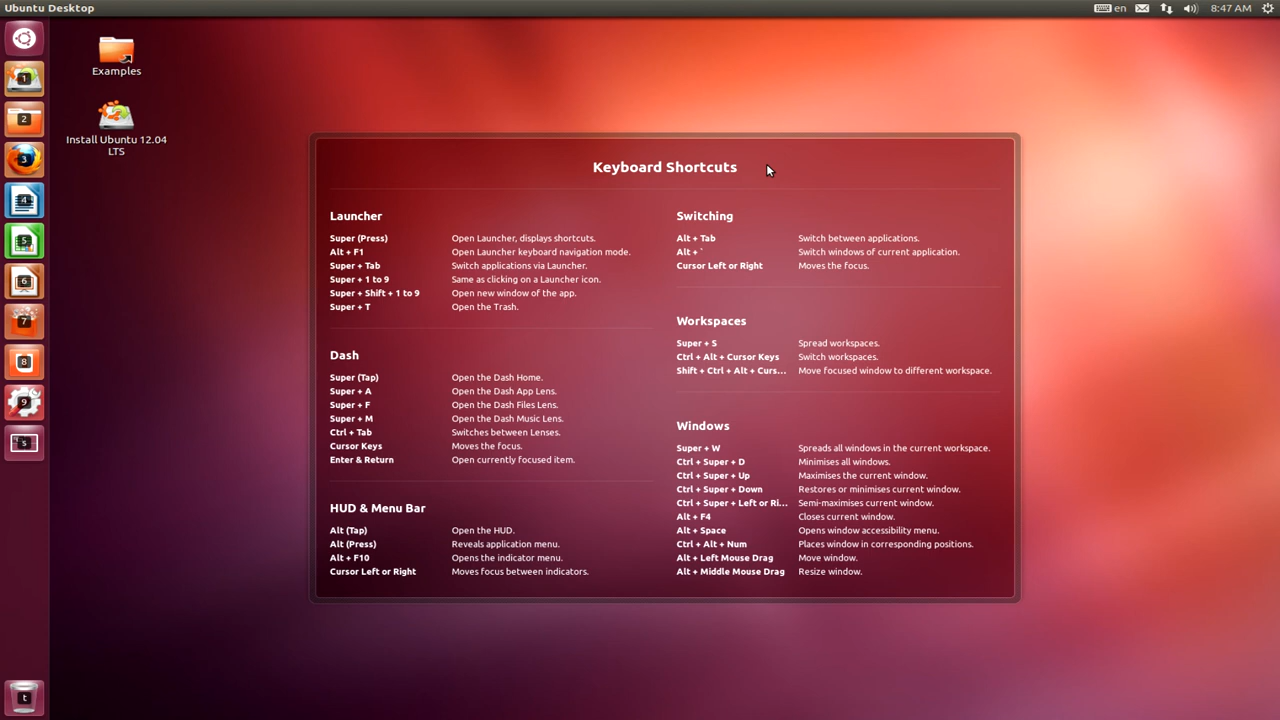 Ubuntu Desktop
en
8:47 AM
Examples
Install Ubuntu 12.04
LTS
1
2
3
4
5
6
7
8
9
s
t
Keyboard Shortcuts
Launcher
Super (Press) Open Launcher, displays shortcuts.
Alt + F1 Open Launcher keyboard navigation mode.
Super + Tab Switch applications via Launcher.
Super + 1 to 9 Same as clicking on a Launcher icon.
Super + Shift + 1 to 9 Open new window of the app.
Super + T Open the Trash.
Dash
Super (Tap) Open the Dash Home.
Super + A Open the Dash App Lens.
Super + F Open the Dash Files Lens.
Super + M Open the Dash Music Lens.
Ctrl + Tab Switches between Lenses.
Cursor Keys Moves the focus.
Enter & Return Open currently focused item.
HUD & Menu Bar
Alt (Tap) Open the HUD.
Alt (Press) Reveals application menu.
Alt + F10 Opens the indicator menu.
Cursor Left or Right Moves focus between indicators.
Switching
Alt + Tab Switch between applications.
Alt + ` Switch windows of current application.
Cursor Left or Right Moves the focus.
Workspaces
Super + S Spread workspaces.
Ctrl + Alt + Cursor Keys Switch workspaces.
Shift + Ctrl + Alt + Curs... Move focused window to different workspace.
Windows
Super + W Spreads all windows in the current workspace.
Ctrl + Super + D Minimises all windows.
Ctrl + Super + Up Maximises the current window.
Ctrl + Super + Down Restores or minimises current window.
Ctrl + Super + Left or Ri... Semi-maximises current window.
Alt + F4 Closes current window.
Alt + Space Opens window accessibility menu.
Ctrl + Alt + Num Places window in corresponding positions.
Alt + Left Mouse Drag Move window.
Alt + Middle Mouse Drag Resize window.